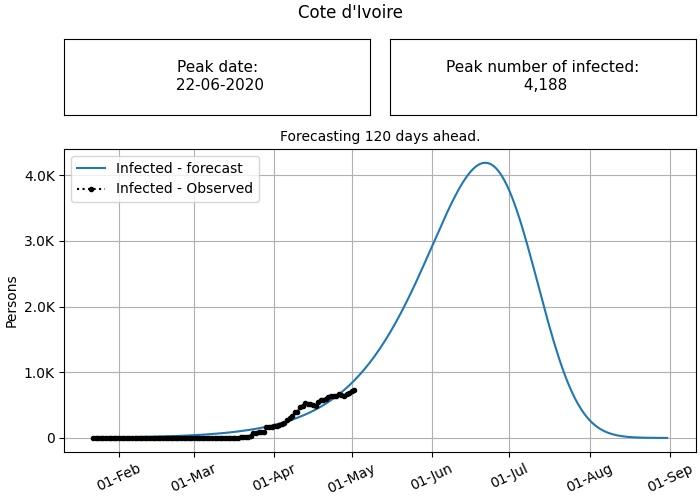 Cote d'Ivoire
Peak date:
22-06-2020
Peak number of infected:
4,188
Forecasting 120 days ahead.
Infected - forecast
Infected - Observed
Persons
4.0K
3.0K
2.0K
1.0K
0
01-Feb
01-Mar
01-Apr
01-May
01-Jun
01-Jul
01-Aug
01-Sep